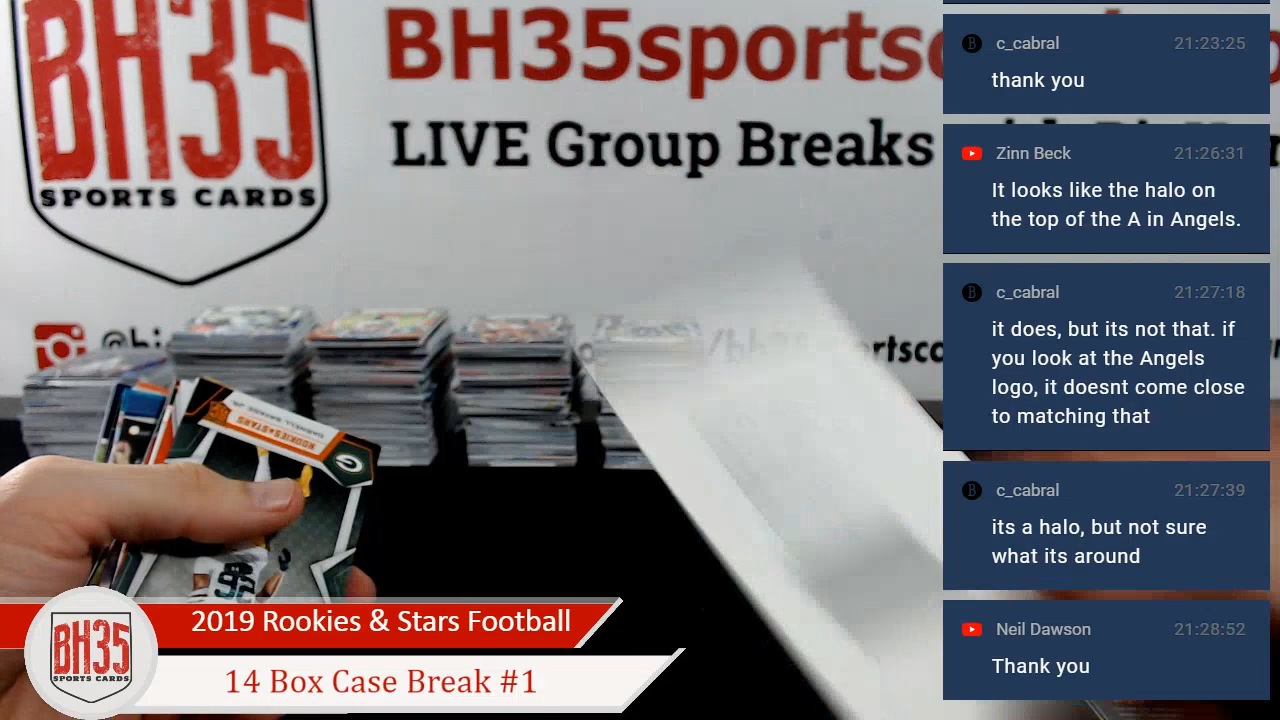 BH35
SPORTS CARDS
BH35sportsc
LIVE Group Breaks
ROOKIES & STARS
2019 Rookies & Stars Football
14 Box Case Break #1
BH35
SPORTS CARDS
c_cabral 21:23:25
thank you
Zinn Beck 21:26:31
It looks like the halo on
the top of the A in Angels.
c_cabral 21:27:18
it does, but its not that. if
you look at the Angels
logo, it doesnt come close
to matching that
c_cabral 21:27:39
its a halo, but not sure
what its around
Neil Dawson 21:28:52
Thank you